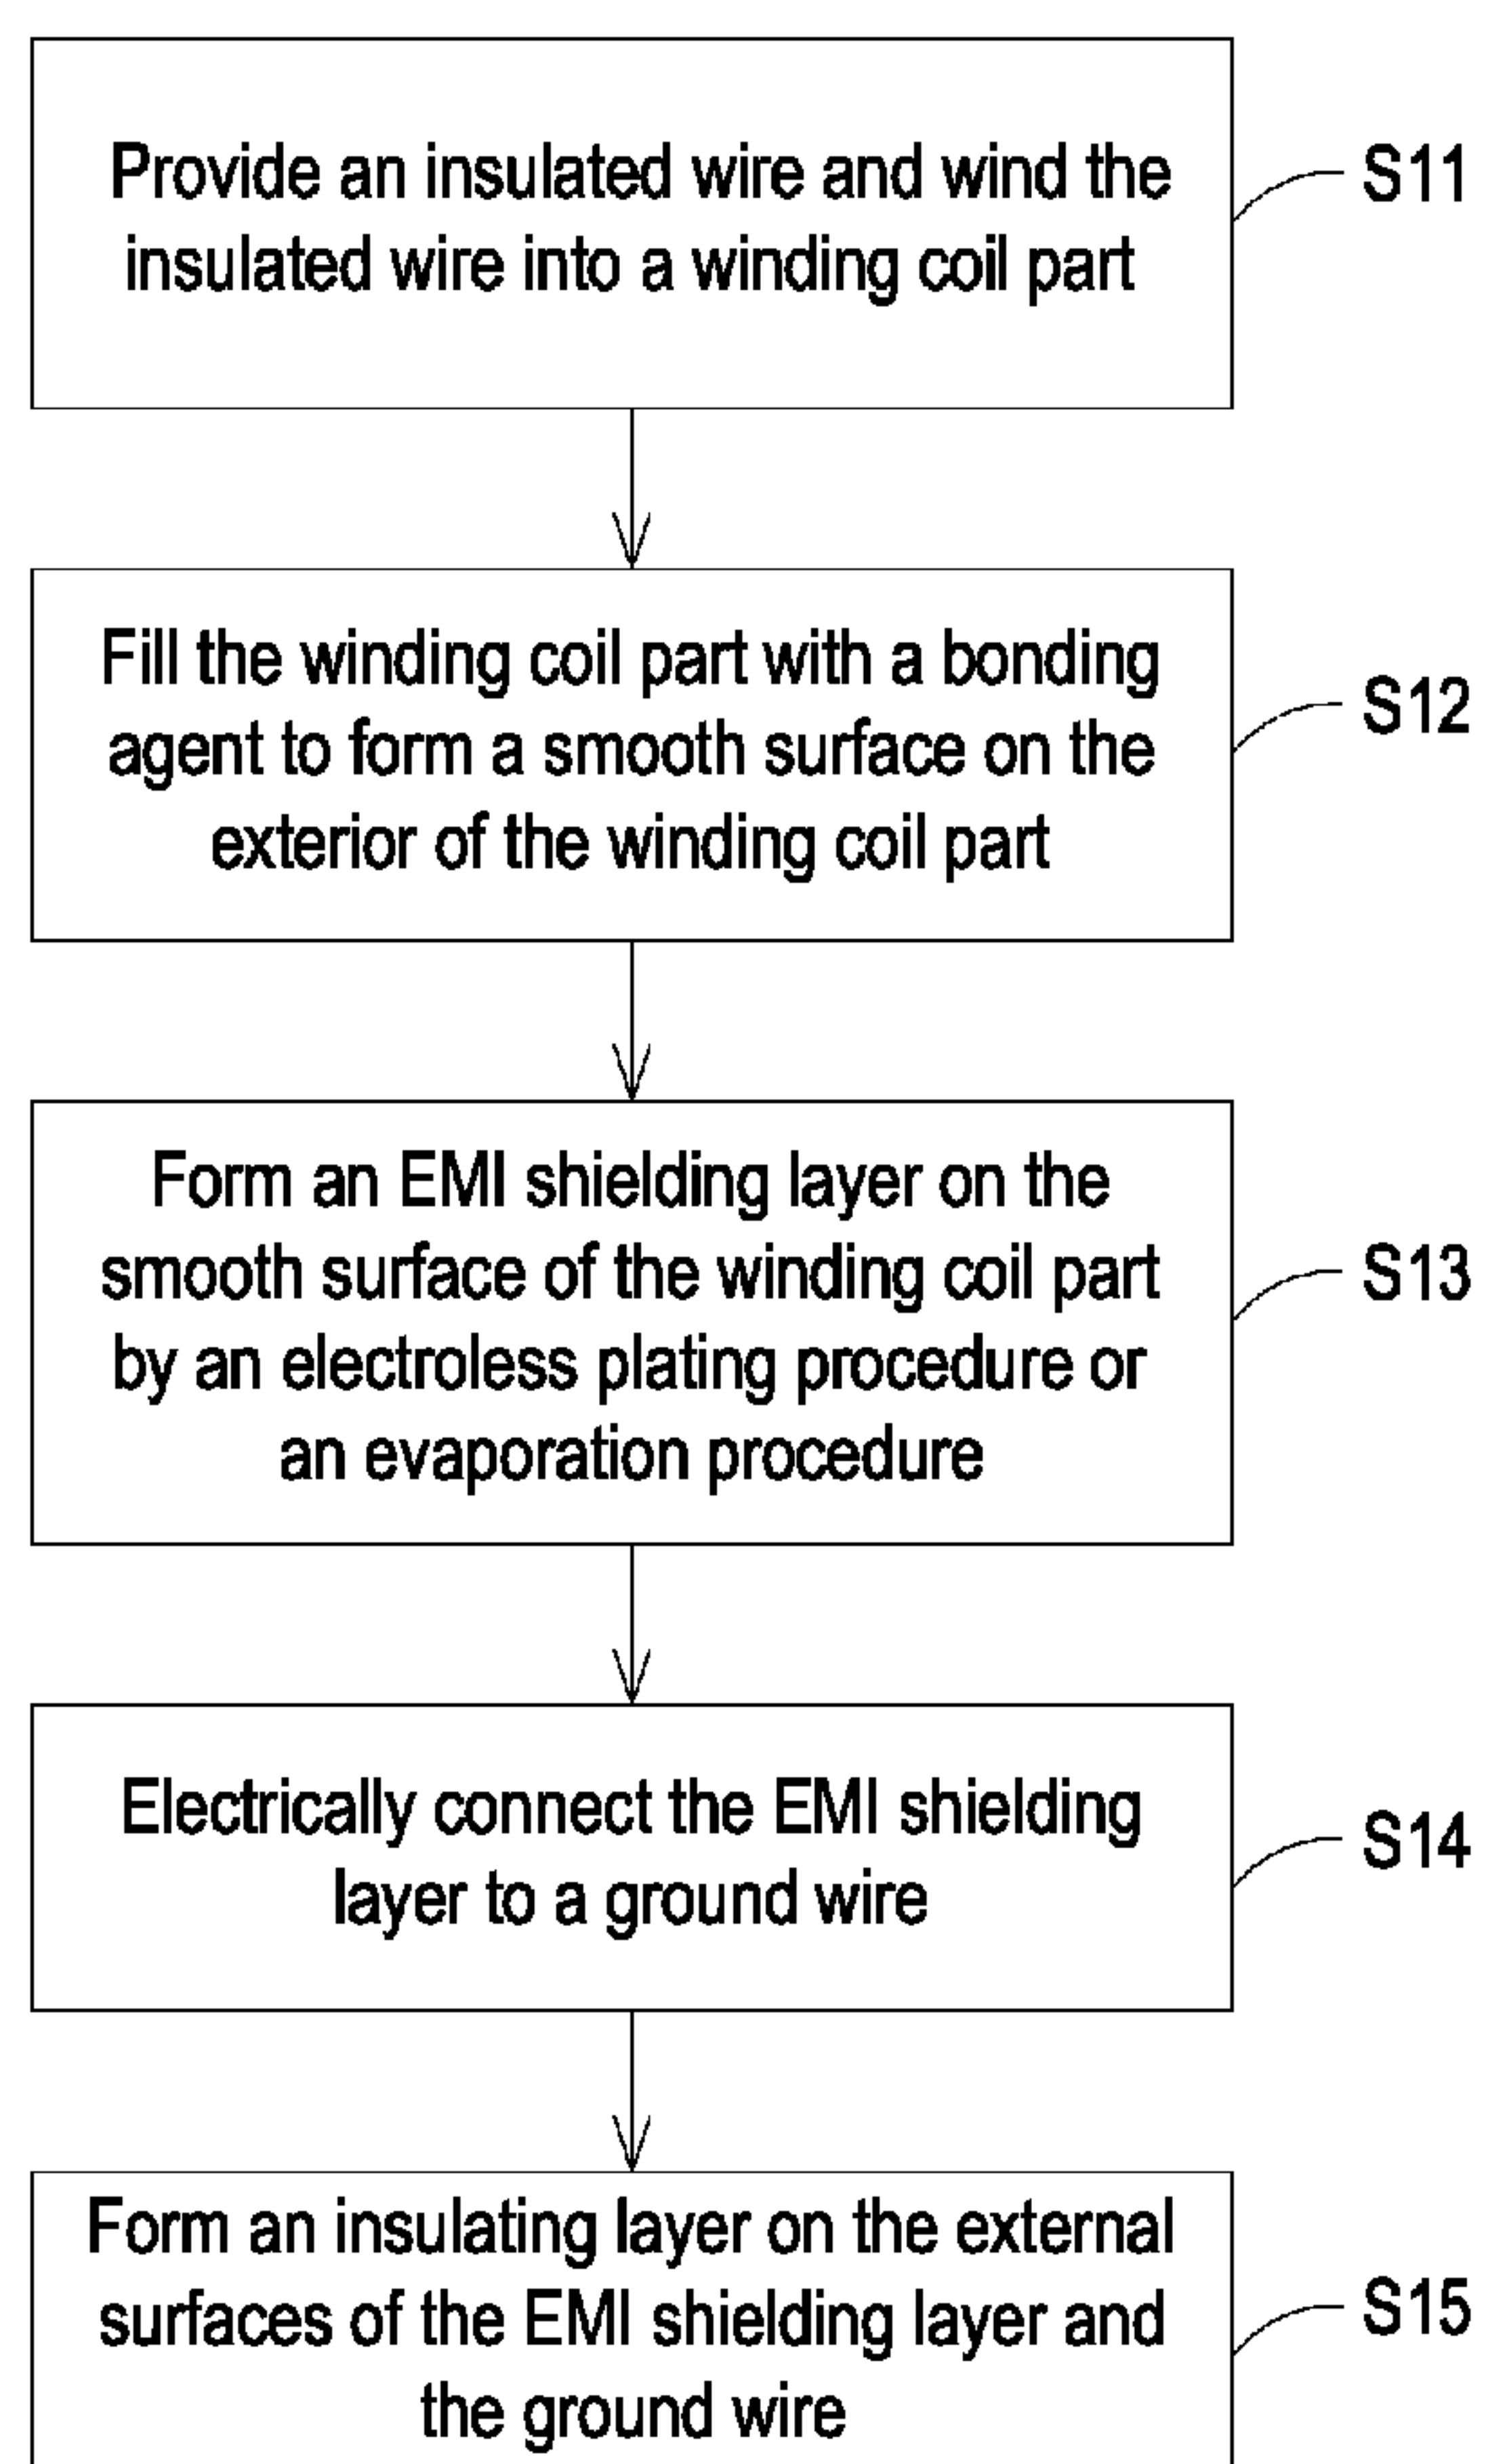 Provide an insulated wire and wind the
insulated wire into a winding coil part
S11
Fill the winding coil part with a bonding
agent to form a smooth surface on the
exterior of the winding coil part
S12
Form an EMI shielding layer on the
smooth surface of the winding coil part
by an electroless plating procedure or
an evaporation procedure
S13
Electrically connect the EMI shielding
layer to a ground wire
S14
Form an insulating layer on the external
surfaces of the EMI shielding layer and
the ground wire
S15